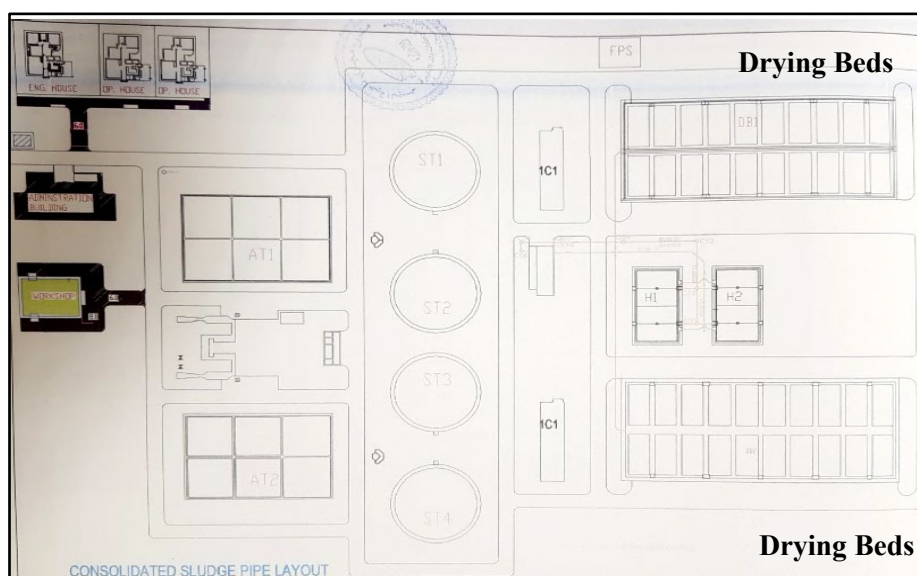 FPS
Drying Beds
ENG. HOUSE
OP. HOUSE
OP. HOUSE
DB1
ST1
1C1
ADMINSTRATION
BUILDING
AT1
WORKSHOP
ST2
H1
H2
ST3
1C1
AT2
ST4
Drying Beds
CONSOLIDATED SLUDGE PIPE LAYOUT